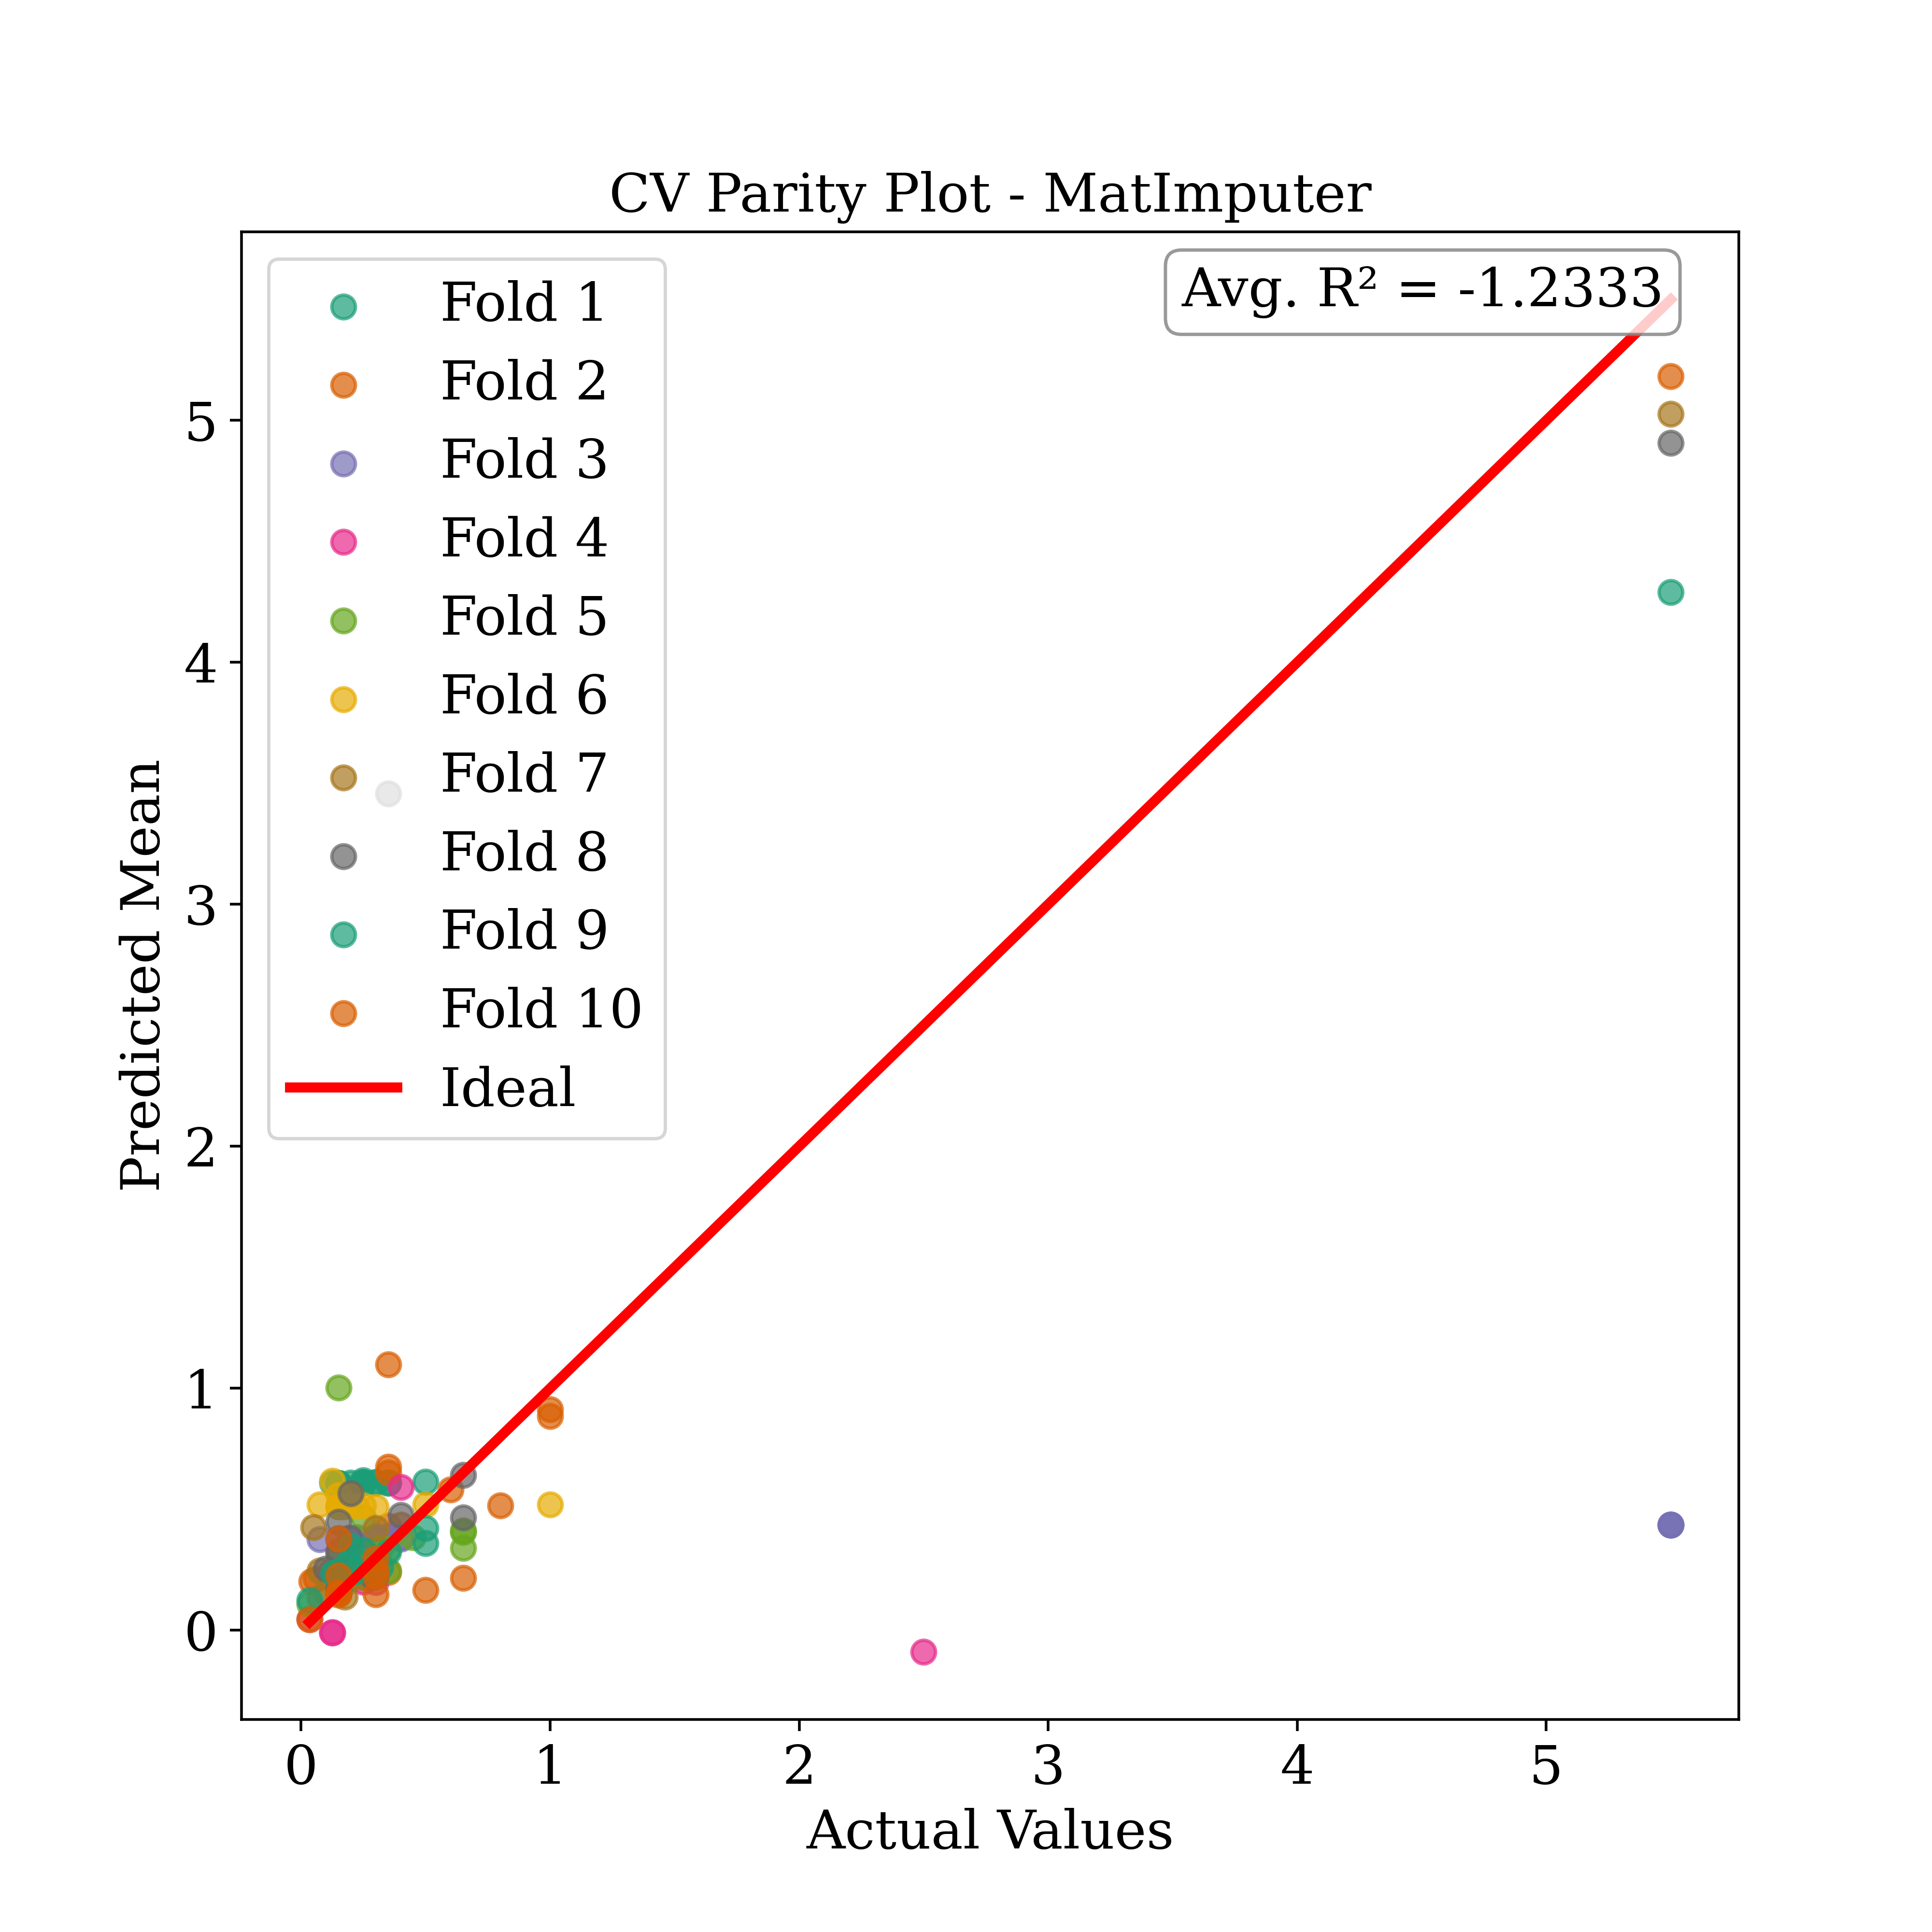 CV Parity Plot - MatImputer
Avg. R² = -1.2333
Fold 1
Fold 2
Fold 3
Fold 4
Fold 5
Fold 6
Fold 7
Fold 8
Fold 9
Fold 10
Ideal
Predicted Mean
5
4
3
2
1
0
0 1 2 3 4 5
Actual Values